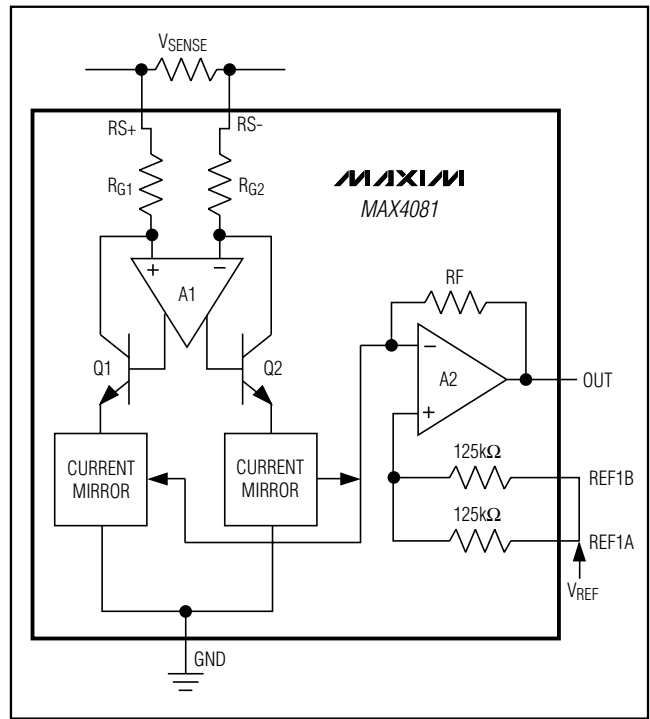 VSENSE
RS+
RS-
RG1
RG2
MAXIM
MAX4081
+
−
A1
RF
Q1
Q2
−
A2
+
OUT
CURRENT
MIRROR
CURRENT
MIRROR
125kΩ
REF1B
125kΩ
REF1A
VREF
GND